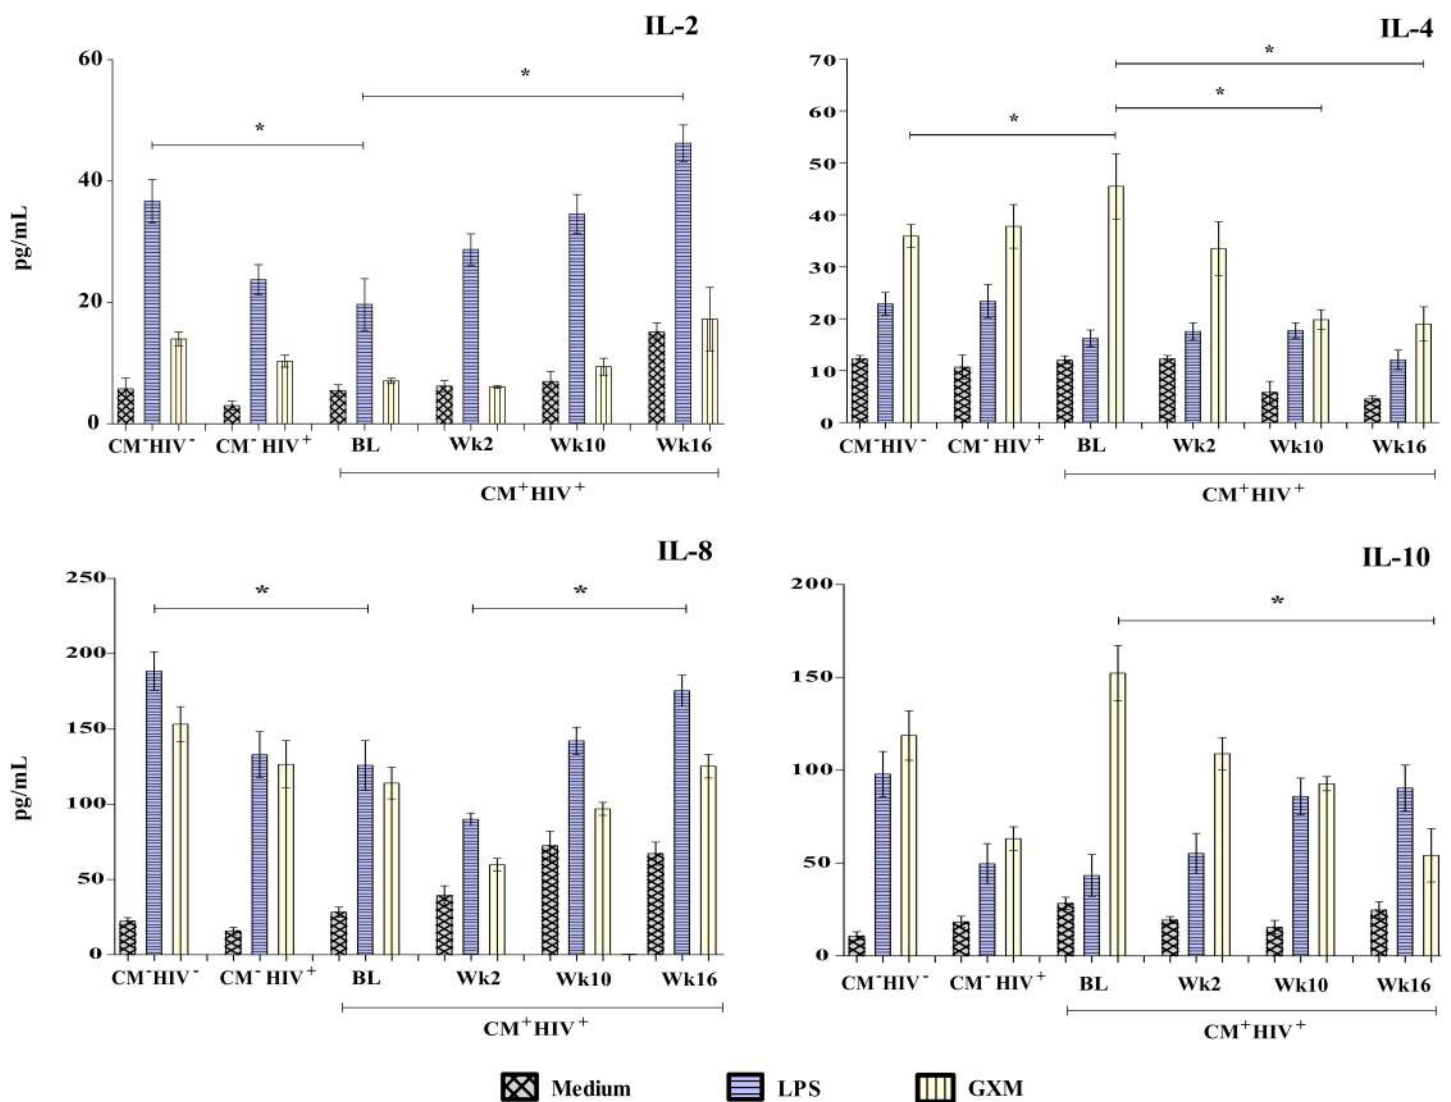 IL-2
60
40
20
0
pg/mL
*
*
CM⁻HIV⁻ CM⁻HIV⁺ BL Wk2 Wk10 Wk16
CM⁺HIV⁺
IL-4
70
60
50
40
30
20
10
0
*
*
*
CM⁻HIV⁻ CM⁻HIV⁺ BL Wk2 Wk10 Wk16
CM⁺HIV⁺
IL-8
250
200
150
100
50
0
pg/mL
*
*
CM⁻HIV⁻ CM⁻HIV⁺ BL Wk2 Wk10 Wk16
CM⁺HIV⁺
IL-10
200
150
100
50
0
*
CM⁻HIV⁻ CM⁻HIV⁺ BL Wk2 Wk10 Wk16
CM⁺HIV⁺
Medium LPS GXM